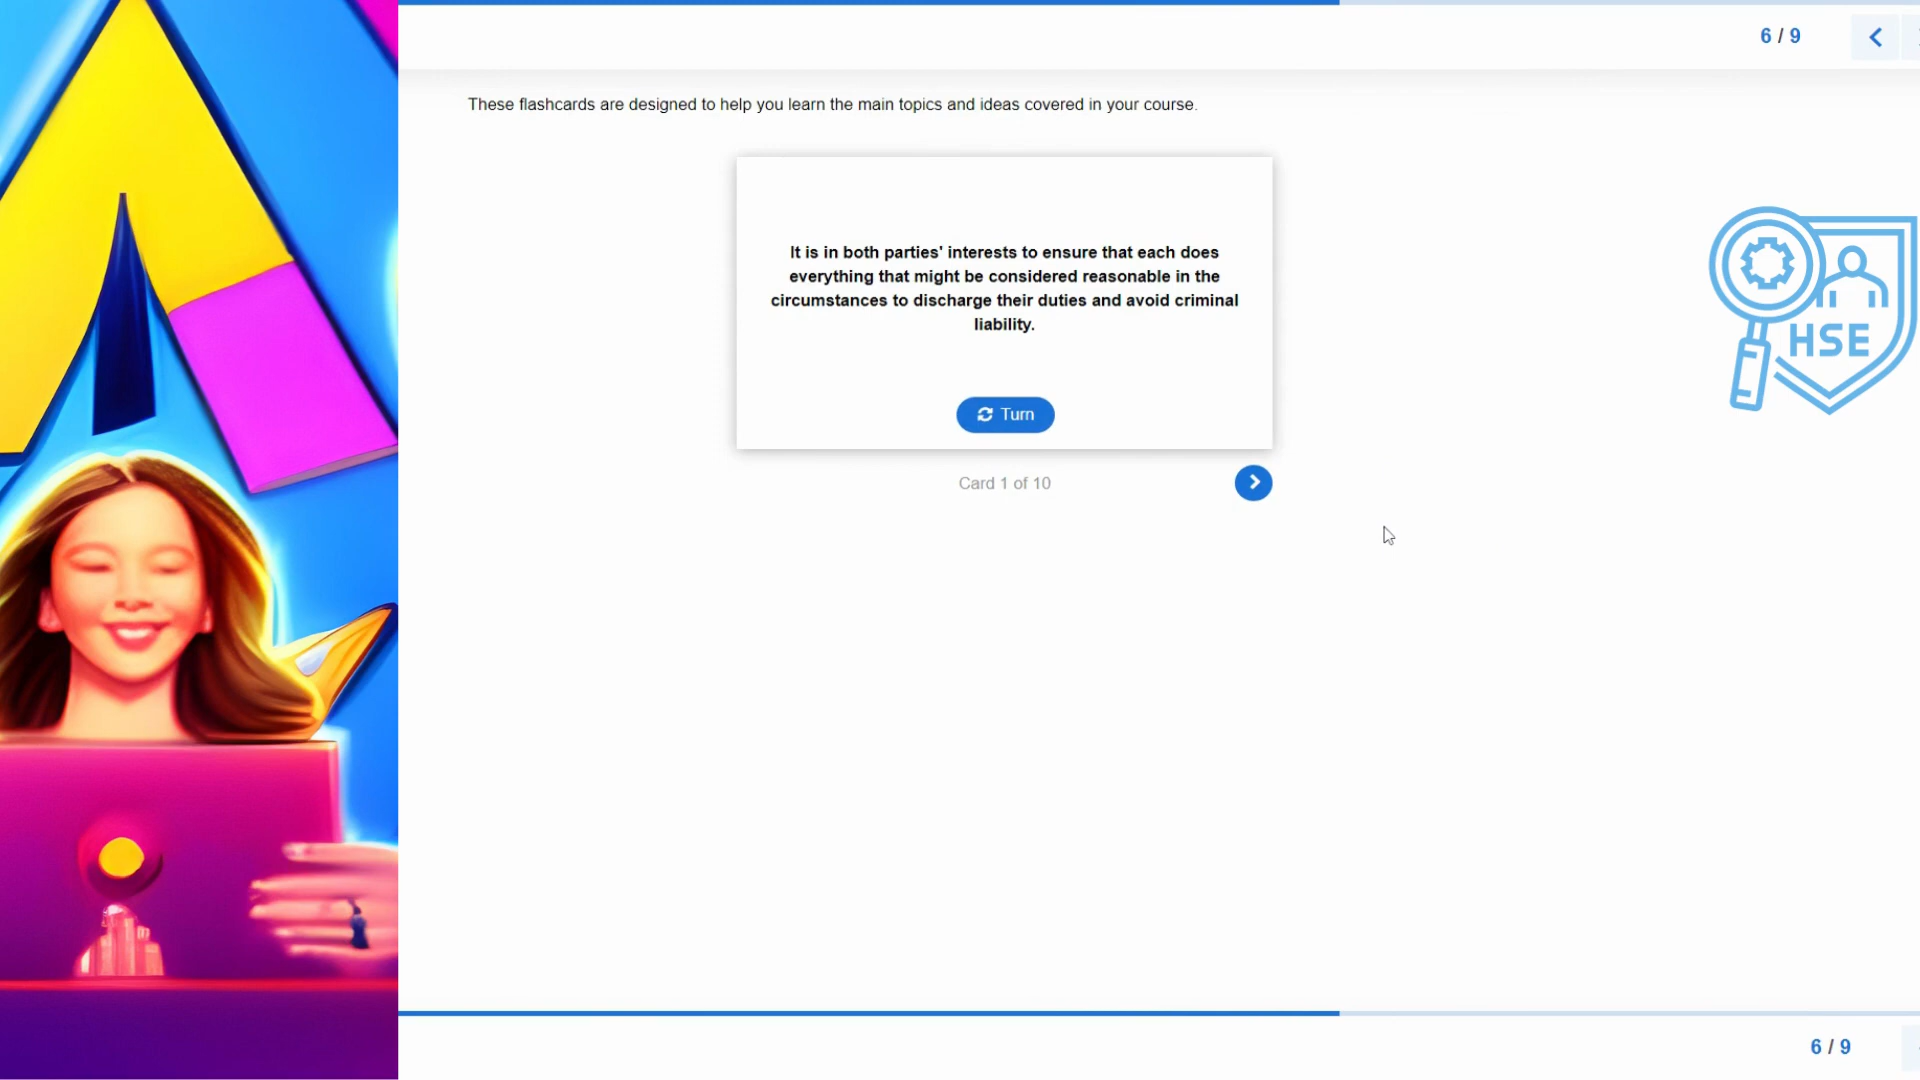 6 / 9
These flashcards are designed to help you learn the main topics and ideas covered in your course.
It is in both parties' interests to ensure that each does
everything that might be considered reasonable in the
circumstances to discharge their duties and avoid criminal
liability.
HSE
Turn
Card 1 of 10
6 / 9